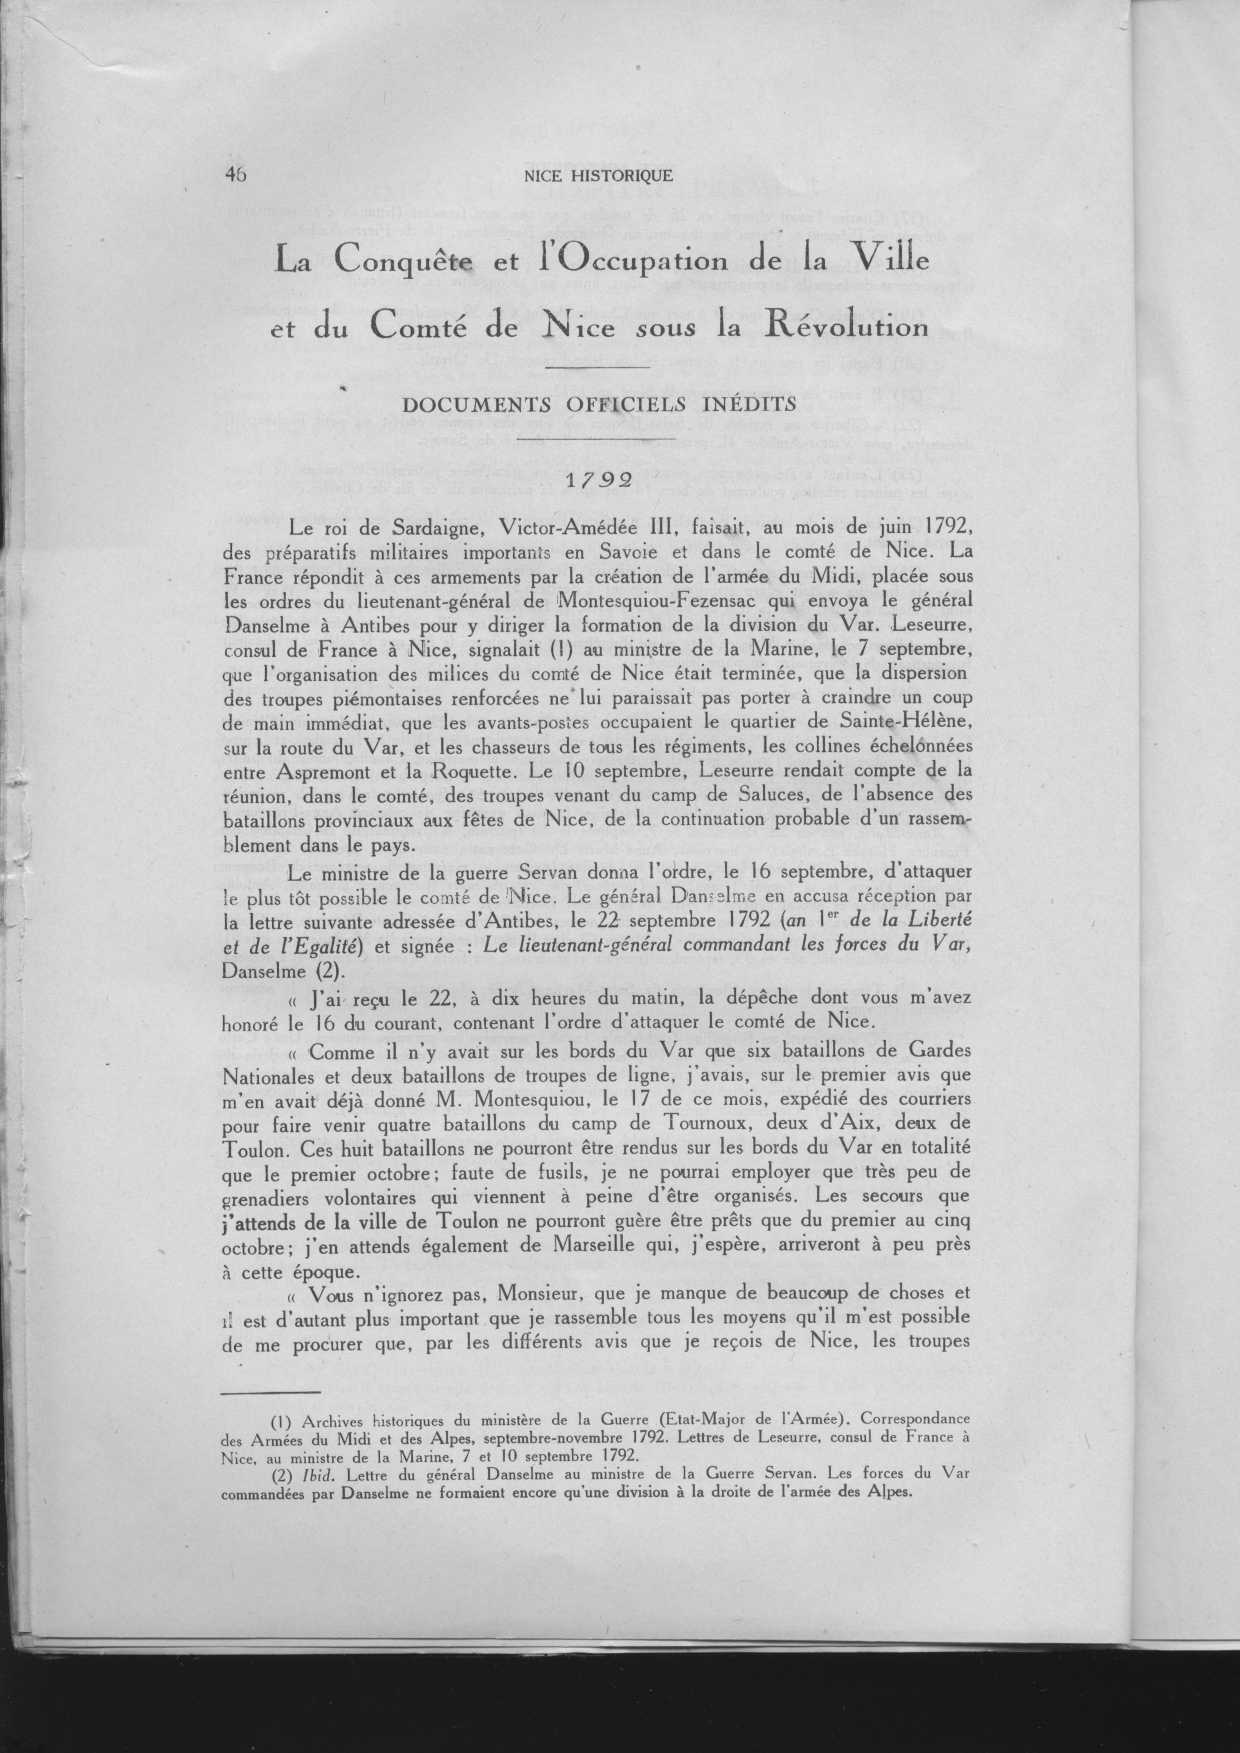 46
NICE HISTORIQUE
La Conquête et l'Occupation de la Ville
et du Comté de Nice sous la Révolution
DOCUMENTS OFFICIELS INÉDITS
1792
Le roi de Sardaigne, Victor-Amédée III, faisait, au mois de juin 1792,
des préparatifs militaires importants en Savoie et dans le comté de Nice. La
France répondit à ces armements par la création de l'armée du Midi, placée sous
les ordres du lieutenant-général de Montesquiou-Fezensac qui envoya le général
Danselme à Antibes pour y diriger la formation de la division du Var. Leseurre,
consul de France à Nice, signalait (1) au ministre de la Marine, le 7 septembre,
que l'organisation des milices du comté de Nice était terminée, que la dispersion
des troupes piémontaises renforcées ne lui paraissait pas porter à craindre un coup
de main immédiat, que les avants-postes occupaient le quartier de Sainte-Hélène,
sur la route du Var, et les chasseurs de tous les régiments, les collines échelonnées
entre Aspremont et la Roquette. Le 10 septembre, Leseurre rendait compte de la
réunion, dans le comté, des troupes venant du camp de Saluces, de l'absence des
bataillons provinciaux aux fêtes de Nice, de la continuation probable d'un rassem-
blement dans le pays.
Le ministre de la guerre Servan donna l'ordre, le 16 septembre, d'attaquer
le plus tôt possible le comté de Nice. Le général Danselme en accusa réception par
la lettre suivante adressée d'Antibes, le 22 septembre 1792 (an 1er de la Liberté
et de l'Egalité) et signée : Le lieutenant-général commandant les forces du Var,
Danselme (2).
« J'ai reçu le 22, à dix heures du matin, la dépêche dont vous m'avez
honoré le 16 du courant, contenant l'ordre d'attaquer le comté de Nice.
« Comme il n'y avait sur les bords du Var que six bataillons de Gardes
Nationales et deux bataillons de troupes de ligne, j'avais, sur le premier avis que
m'en avait déjà donné M. Montesquiou, le 17 de ce mois, expédié des courriers
pour faire venir quatre bataillons du camp de Tournoux, deux d'Aix, deux de
Toulon. Ces huit bataillons ne pourront être rendus sur les bords du Var en totalité
que le premier octobre; faute de fusils, je ne pourrai employer que très peu de
grenadiers volontaires qui viennent à peine d'être organisés. Les secours que
j'attends de la ville de Toulon ne pourront guère être prêts que du premier au cinq
octobre; j'en attends également de Marseille qui, j'espère, arriveront à peu près
à cette époque.
« Vous n'ignorez pas, Monsieur, que je manque de beaucoup de choses et
il est d'autant plus important que je rassemble tous les moyens qu'il m'est possible
de me procurer que, par les différents avis que je reçois de Nice, les troupes
(1) Archives historiques du ministère de la Guerre (Etat-Major de l'Armée). Correspondance
des Armées du Midi et des Alpes, septembre-novembre 1792. Lettres de Leseurre, consul de France à
Nice, au ministre de la Marine, 7 et 10 septembre 1792.
(2) Ibid. Lettre du général Danselme au ministre de la Guerre Servan. Les forces du Var
commandées par Danselme ne formaient encore qu'une division à la droite de l'armée des Alpes.